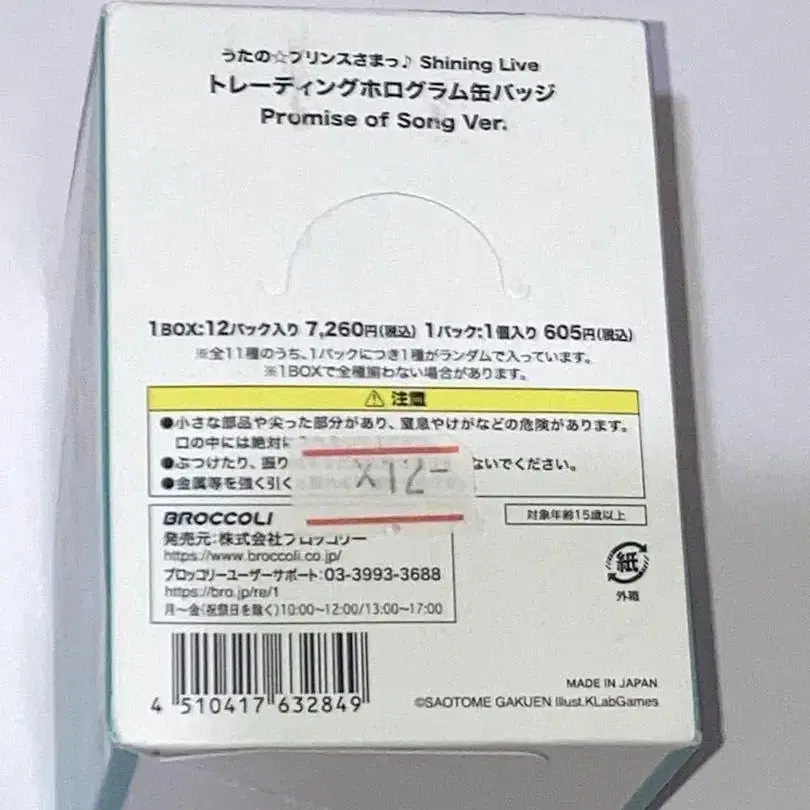 うたの☆プリンスさまっ♪ Shining Live
トレーディングホログラム缶バッジ
Promise of Song Ver.
1BOX:12パック入り 7,260円(税込) 1パック:1個入り 605円(税込)
※全11種のうち、1パックにつき1種がランダムで入っています。
※1BOXで全種揃わない場合があります。
⚠ 注意
●小さな部品や尖った部分があり、窒息やけがなどの危険があります。
口の中には絶対に
●ぶつけたり、振り ないでください。
●金属等を強く引く
BROCCOLI
発売元:株式会社ブロッコリー
https://www.broccoli.co.jp/
ブロッコリーユーザーサポート:03-3993-3688
https://bro.jp/re/1
月〜金(祝祭日を除く)10:00〜12:00/13:00〜17:00
対象年齢15歳以上
紙
外箱
4 510417 632849
MADE IN JAPAN
©SAOTOME GAKUEN Illust.KLabGames